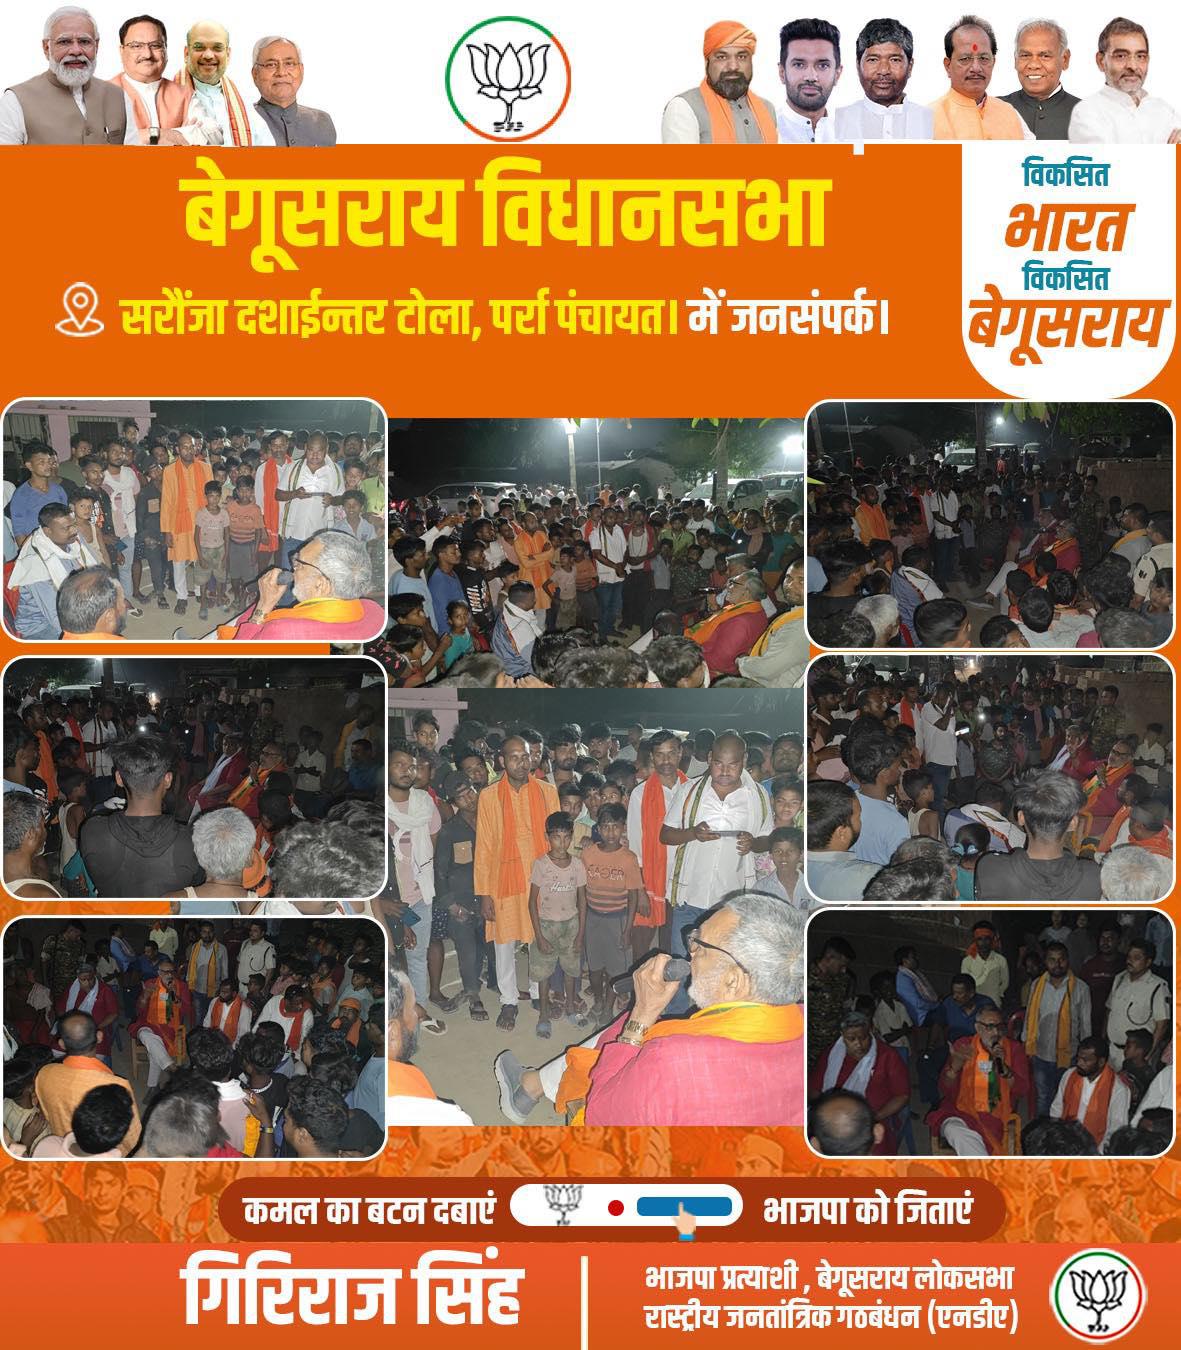 बेगूसराय विधानसभा
सरौंजा दशाईन्तर टोला, पर्रा पंचायत। में जनसंपर्क।
विकसित
भारत
विकसित
बेगूसराय
कमल का बटन दबाएं भाजपा को जिताएं
गिरिराज सिंह
भाजपा प्रत्याशी , बेगूसराय लोकसभा
रास्ट्रीय जनतांत्रिक गठबंधन (एनडीए)